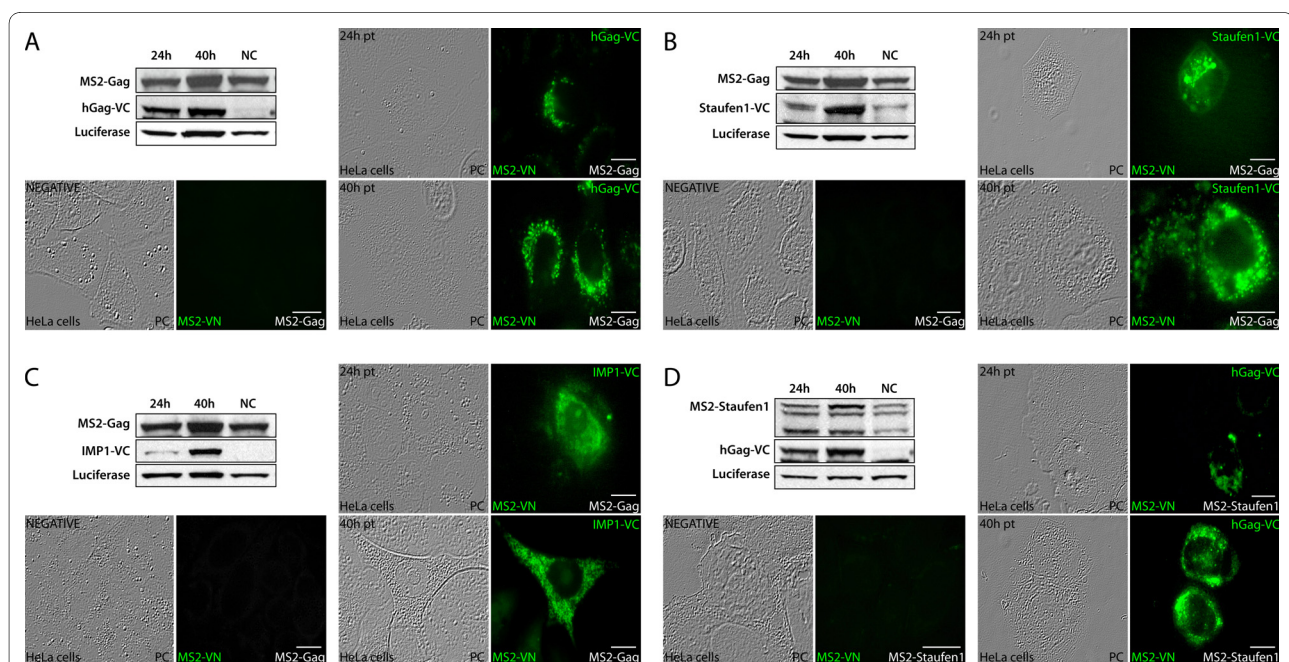 A
24h 40h NC
MS2-Gag
hGag-VC
Luciferase
NEGATIVE
HeLa cells PC
MS2-VN MS2-Gag
24h pt
hGag-VC
HeLa cells PC
MS2-VN MS2-Gag
40h pt
hGag-VC
HeLa cells PC
MS2-VN MS2-Gag
B
24h 40h NC
MS2-Gag
Staufen1-VC
Luciferase
NEGATIVE
HeLa cells PC
MS2-VN MS2-Gag
24h pt
Staufen1-VC
HeLa cells PC
MS2-VN MS2-Gag
40h pt
Staufen1-VC
HeLa cells PC
MS2-VN MS2-Gag
C
24h 40h NC
MS2-Gag
IMP1-VC
Luciferase
NEGATIVE
HeLa cells PC
MS2-VN MS2-Gag
24h pt
IMP1-VC
HeLa cells PC
MS2-VN MS2-Gag
40h pt
IMP1-VC
HeLa cells PC
MS2-VN MS2-Gag
D
24h 40h NC
MS2-Staufen1
hGag-VC
Luciferase
NEGATIVE
HeLa cells PC
MS2-VN MS2-Staufen1
24h pt
hGag-VC
HeLa cells PC
MS2-VN MS2-Staufen1
40h pt
hGag-VC
HeLa cells PC
MS2-VN MS2-Staufen1